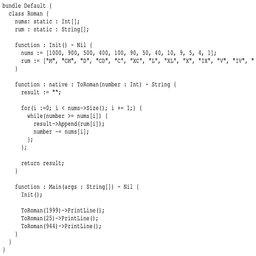 bundle Default {
class Roman {
nums: static : Int[];
rum : static : String[];
function : Init() ~ Nil {
nums := [1000, 900, 500, 400, 100, 90, 50, 40, 10, 9, 5, 4, 1];
rum := ["M", "CM", "D", "CD", "C", "XC", "L", "XL", "X", "IX", "V", "IV", "
}
function : native : ToRoman(number : Int) ~ String {
result := "";
for(i :=0; i < nums->Size(); i += 1;) {
while(number >= nums[i]) {
result->Append(rum[i]);
number -= nums[i];
};
};
return result;
}
function : Main(args : String[]) ~ Nil {
Init();
ToRoman(1999)->PrintLine();
ToRoman(25)->PrintLine();
ToRoman(944)->PrintLine();
}
}
}